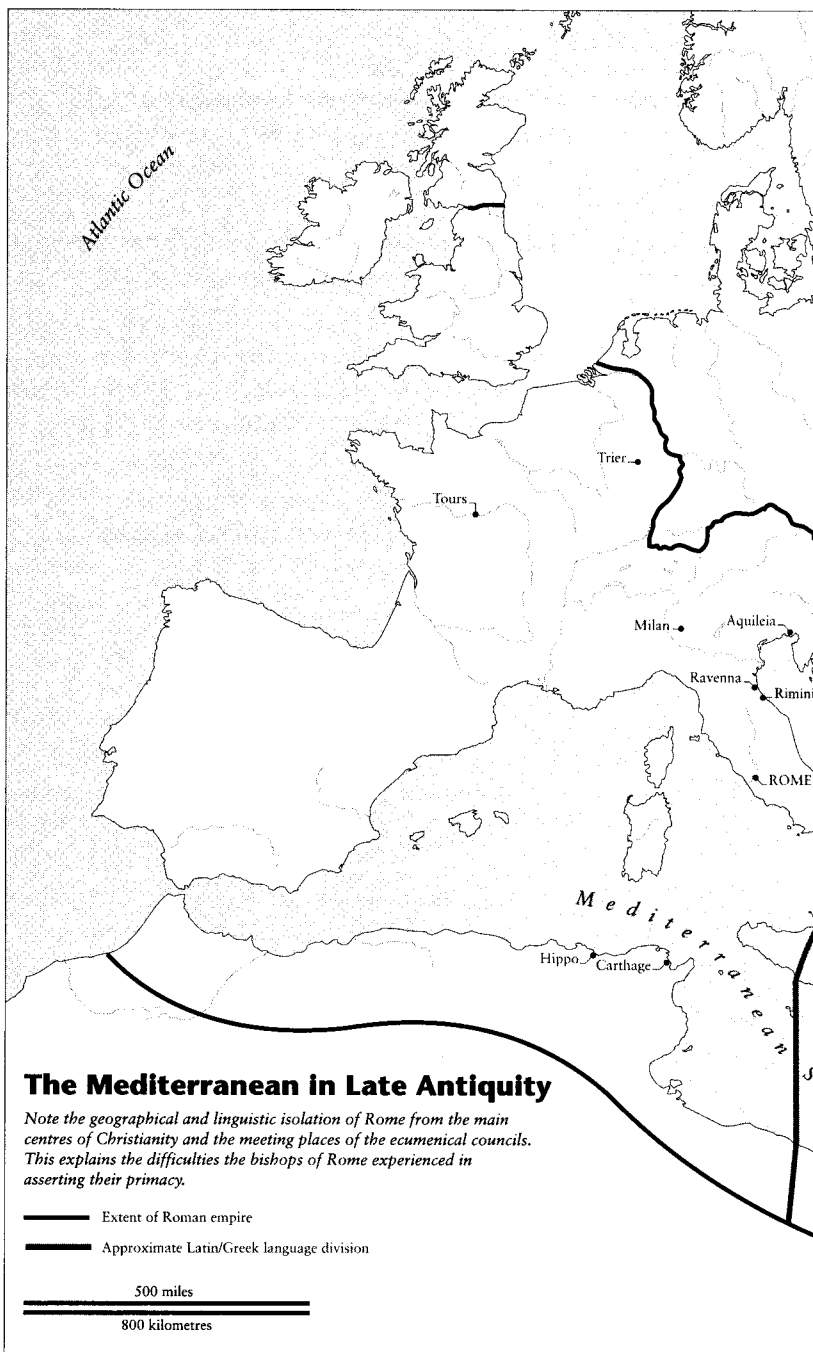 Atlantic Ocean
Trier
Tours
Milan
Aquileia
Ravenna
Rimini
ROME
Mediterranean S
Hippo
Carthage
The Mediterranean in Late Antiquity
Note the geographical and linguistic isolation of Rome from the main
centres of Christianity and the meeting places of the ecumenical councils.
This explains the difficulties the bishops of Rome experienced in
asserting their primacy.
Extent of Roman empire
Approximate Latin/Greek language division
500 miles
800 kilometres